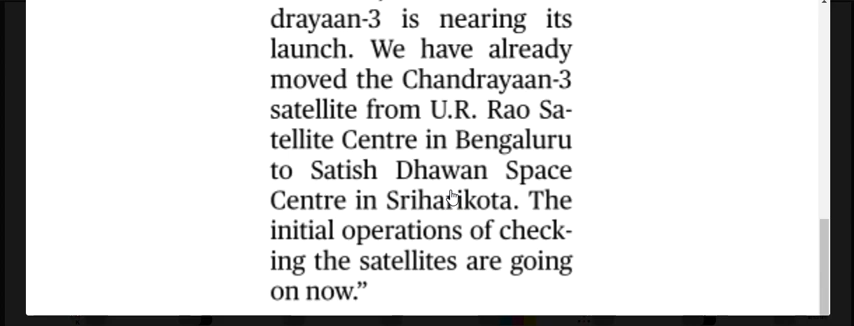 drayaan-3 is nearing its
launch. We have already
moved the Chandrayaan-3
satellite from U.R. Rao Sa-
tellite Centre in Bengaluru
to Satish Dhawan Space
Centre in Sriharikota. The
initial operations of check-
ing the satellites are going
on now.”